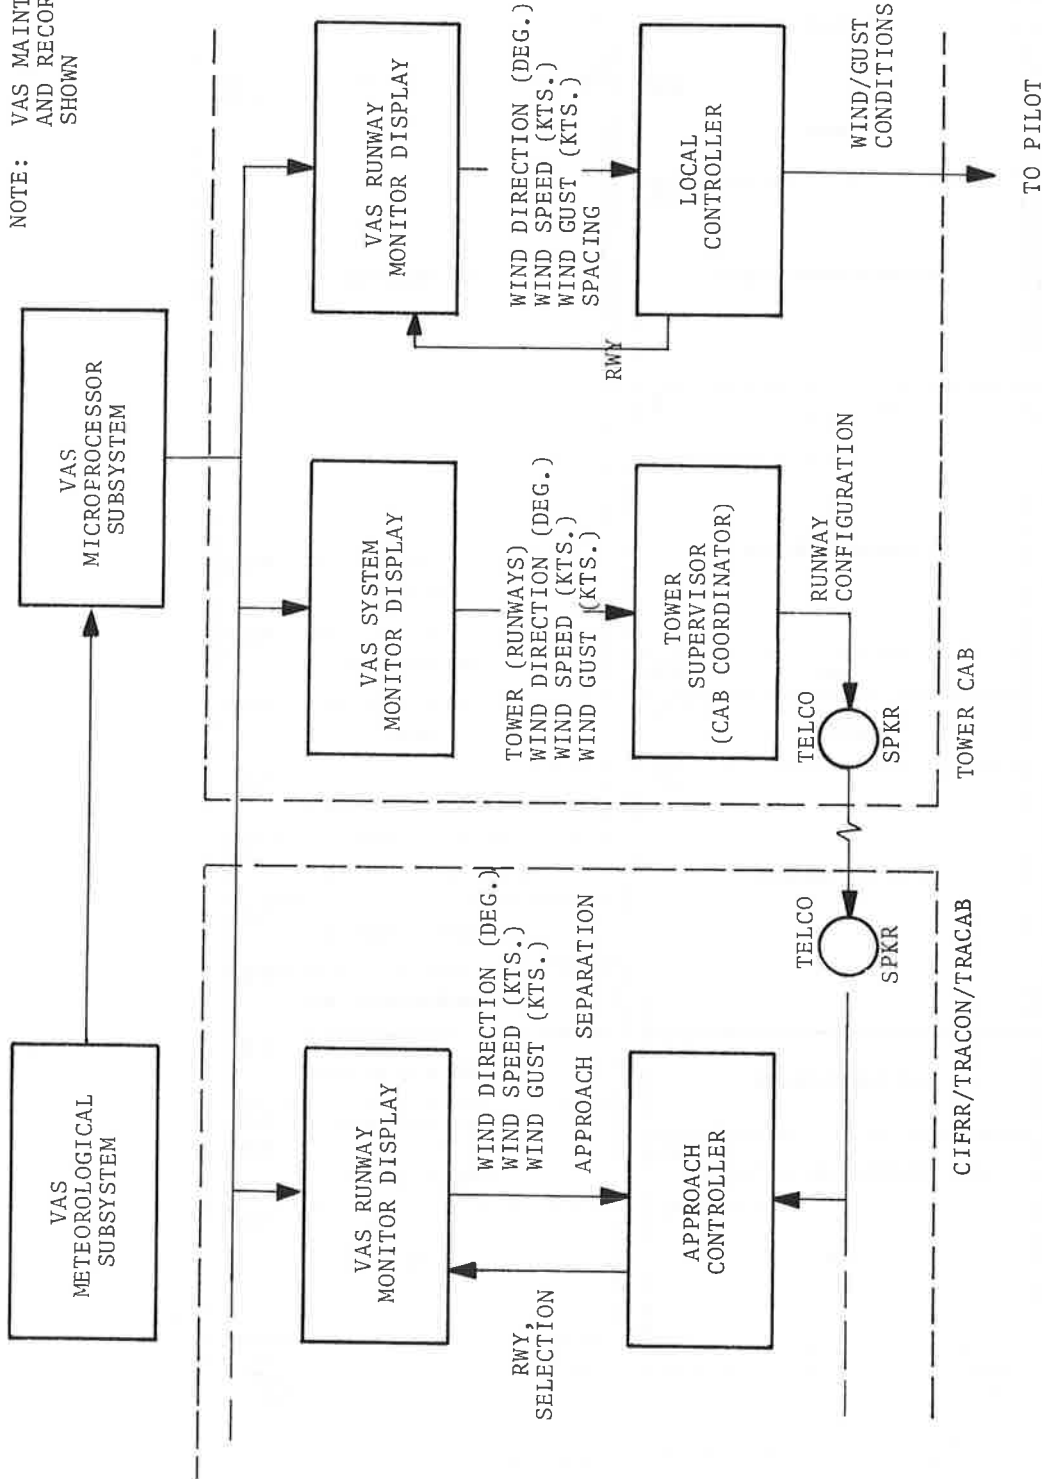 VAS
METEOROLOGICAL
SUBSYSTEM
VAS
MICROPROCESSOR
SUBSYSTEM
NOTE: VAS MAINT
AND RECOR
SHOWN
VAS RUNWAY
MONITOR DISPLAY
VAS SYSTEM
MONITOR DISPLAY
VAS RUNWAY
MONITOR DISPLAY
RWY,
SELECTION
WIND DIRECTION (DEG.)
WIND SPEED (KTS.)
WIND GUST (KTS.)
APPROACH SEPARATION
TOWER (RUNWAYS)
WIND DIRECTION (DEG.)
WIND SPEED (KTS.)
WIND GUST (KTS.)
RWY
WIND DIRECTION (DEG.)
WIND SPEED (KTS.)
WIND GUST (KTS.)
SPACING
APPROACH
CONTROLLER
TOWER
SUPERVISOR
(CAB COORDINATOR)
LOCAL
CONTROLLER
TELCO
SPKR
TELCO
SPKR
RUNWAY
CONFIGURATION
WIND/GUST
CONDITIONS
CIFRR/TRACON/TRACAB
TOWER CAB
TO PILOT